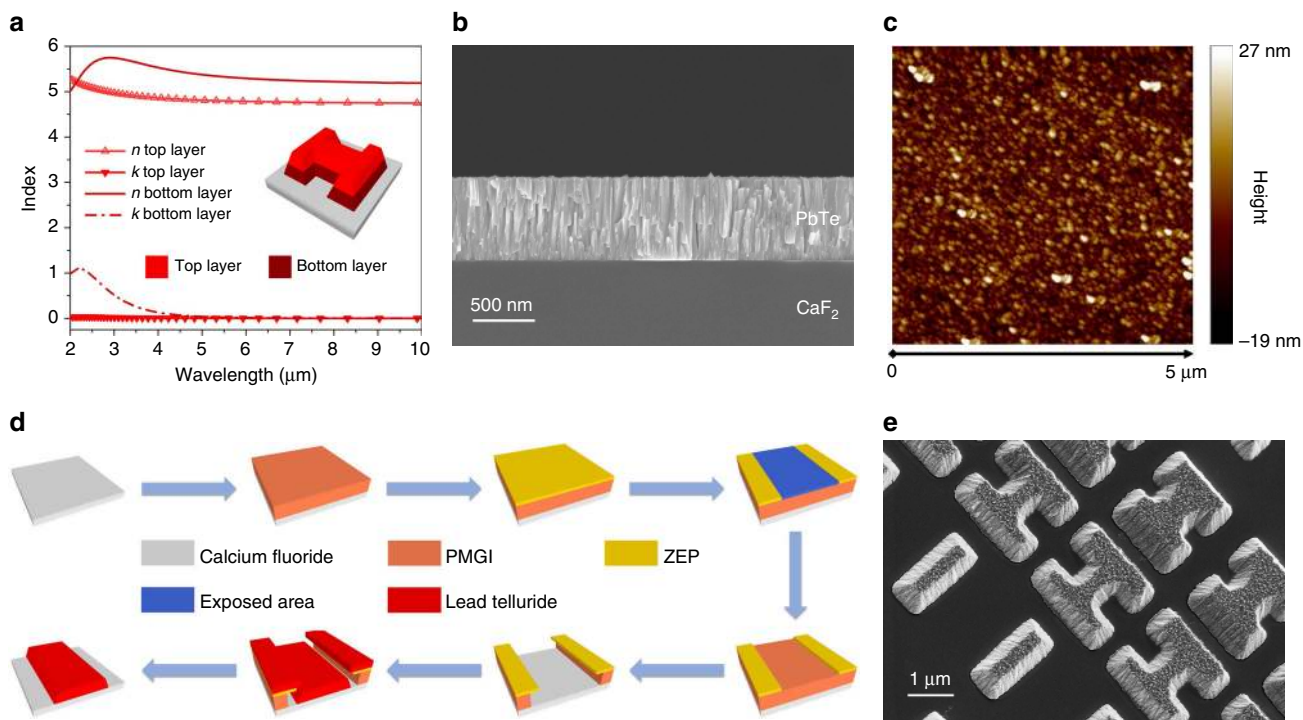 a
6
5
4
3
2
1
0
Index
n top layer
k top layer
n bottom layer
k bottom layer
Top layer
Bottom layer
2 3 4 5 6 7 8 9 10
Wavelength (μm)
b
PbTe
500 nm
CaF₂
c
27 nm
Height
–19 nm
0
5 μm
d
Calcium fluoride
PMGI
ZEP
Exposed area
Lead telluride
e
1 μm